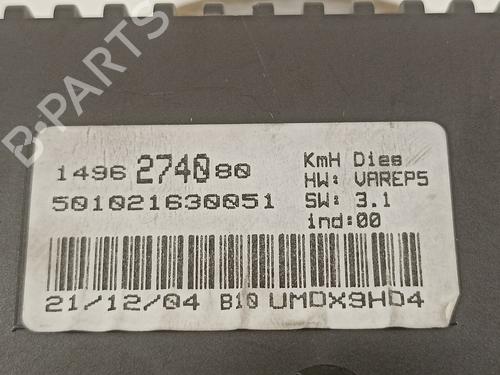 B-PARTS
1496 2740 80
501021630051
KmH Dies
HW: VAREP5
SW: 3.1
ind:00
21/12/04 B10 UMDX9HD4